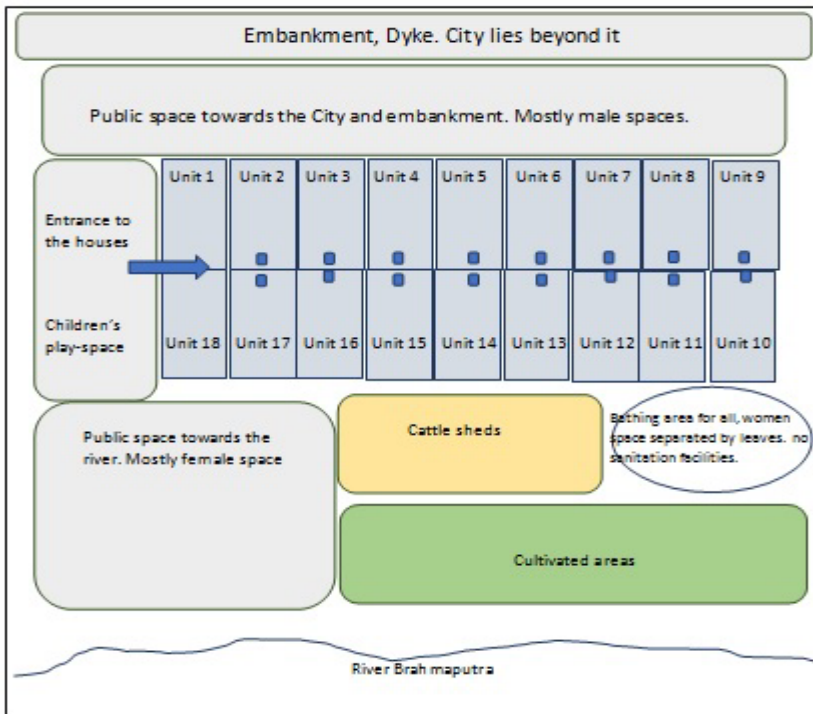 Embankment, Dyke. City lies beyond it
Public space towards the City and embankment. Mostly male spaces.
Unit 1
Unit 2
Unit 3
Unit 4
Unit 5
Unit 6
Unit 7
Unit 8
Unit 9
Entrance to
the houses
Children's
play-space
Unit 18
Unit 17
Unit 16
Unit 15
Unit 14
Unit 13
Unit 12
Unit 11
Unit 10
Public space towards the
river. Mostly female space
Cattle sheds
Bathing area for all, women
space separated by leaves. no
sanitation facilities.
Cultivated areas
River Brahmaputra